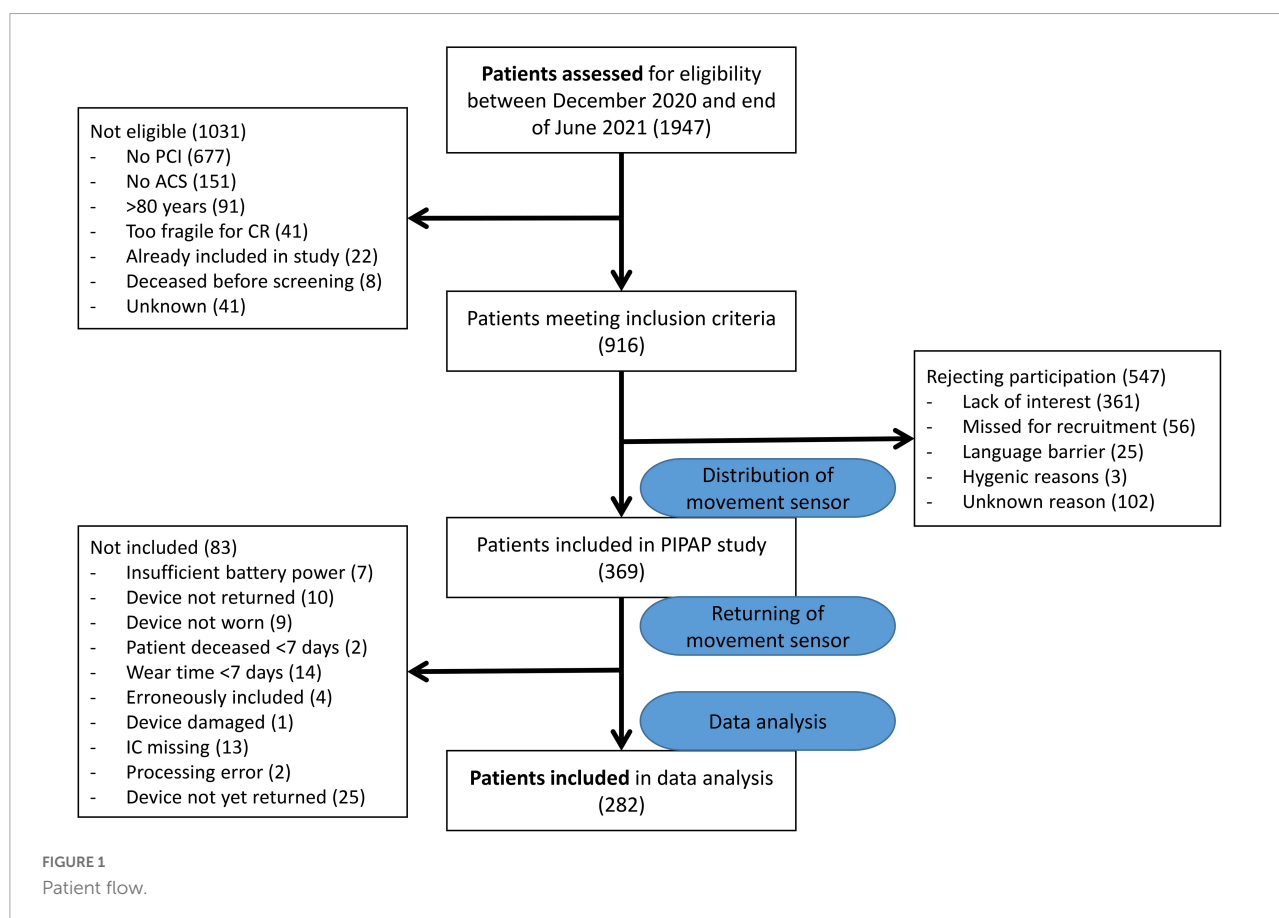 Patients assessed for eligibility
between December 2020 and end
of June 2021 (1947)
Not eligible (1031)
- No PCI (677)
- No ACS (151)
- >80 years (91)
- Too fragile for CR (41)
- Already included in study (22)
- Deceased before screening (8)
- Unknown (41)
Patients meeting inclusion criteria
(916)
Rejecting participation (547)
- Lack of interest (361)
- Missed for recruitment (56)
- Language barrier (25)
- Hygenic reasons (3)
- Unknown reason (102)
Distribution of
movement sensor
Patients included in PIPAP study
(369)
Not included (83)
- Insufficient battery power (7)
- Device not returned (10)
- Device not worn (9)
- Patient deceased <7 days (2)
- Wear time <7 days (14)
- Erroneously included (4)
- Device damaged (1)
- IC missing (13)
- Processing error (2)
- Device not yet returned (25)
Returning of
movement sensor
Data analysis
Patients included in data analysis
(282)
FIGURE 1
Patient flow.